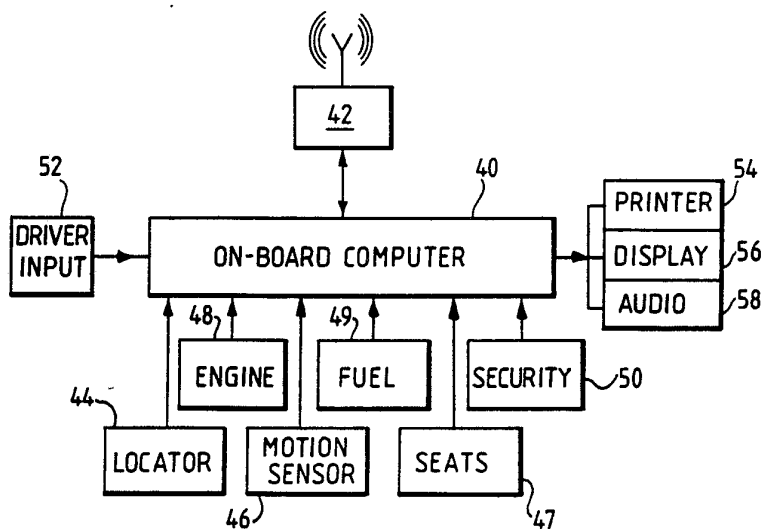 42
52
40
54
DRIVER
INPUT
ON-BOARD COMPUTER
PRINTER
DISPLAY
56
AUDIO
58
48
49
ENGINE
FUEL
SECURITY
50
44
LOCATOR
MOTION
SENSOR
SEATS
46
47